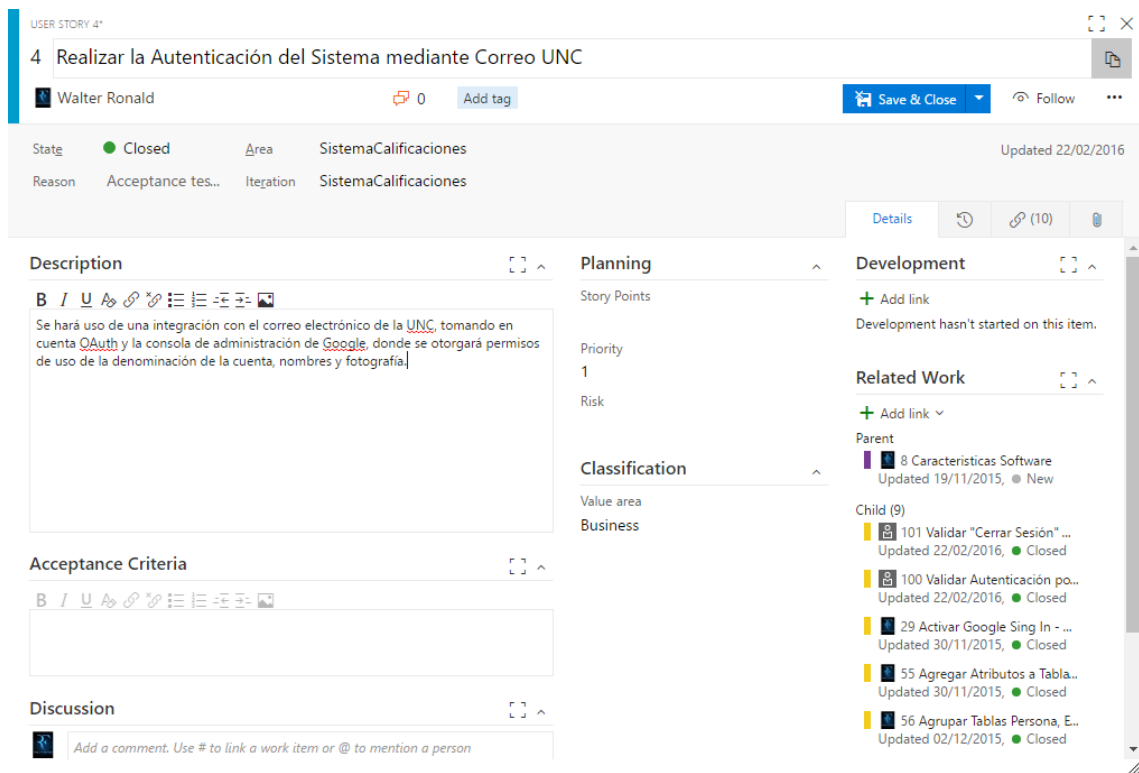 USER STORY 4*
4 Realizar la Autenticación del Sistema mediante Correo UNC
Walter Ronald 0 Add tag Save & Close Follow ...
State Closed Area SistemaCalificaciones Updated 22/02/2016
Reason Acceptance tes... Iteration SistemaCalificaciones
Details (10)
Description
B I U
Se hará uso de una integración con el correo electrónico de la UNC, tomando en
cuenta OAuth y la consola de administración de Google, donde se otorgará permisos
de uso de la denominación de la cuenta, nombres y fotografía.
Acceptance Criteria
B I U
Discussion
Add a comment. Use # to link a work item or @ to mention a person
Planning
Story Points
Priority
1
Risk
Classification
Value area
Business
Development
+ Add link
Development hasn't started on this item.
Related Work
+ Add link
Parent
8 Caracteristicas Software
Updated 19/11/2015, New
Child (9)
101 Validar "Cerrar Sesión" ...
Updated 22/02/2016, Closed
100 Validar Autenticación po...
Updated 22/02/2016, Closed
29 Activar Google Sing In - ...
Updated 30/11/2015, Closed
55 Agregar Atributos a Tabla...
Updated 30/11/2015, Closed
56 Agrupar Tablas Persona, E...
Updated 02/12/2015, Closed